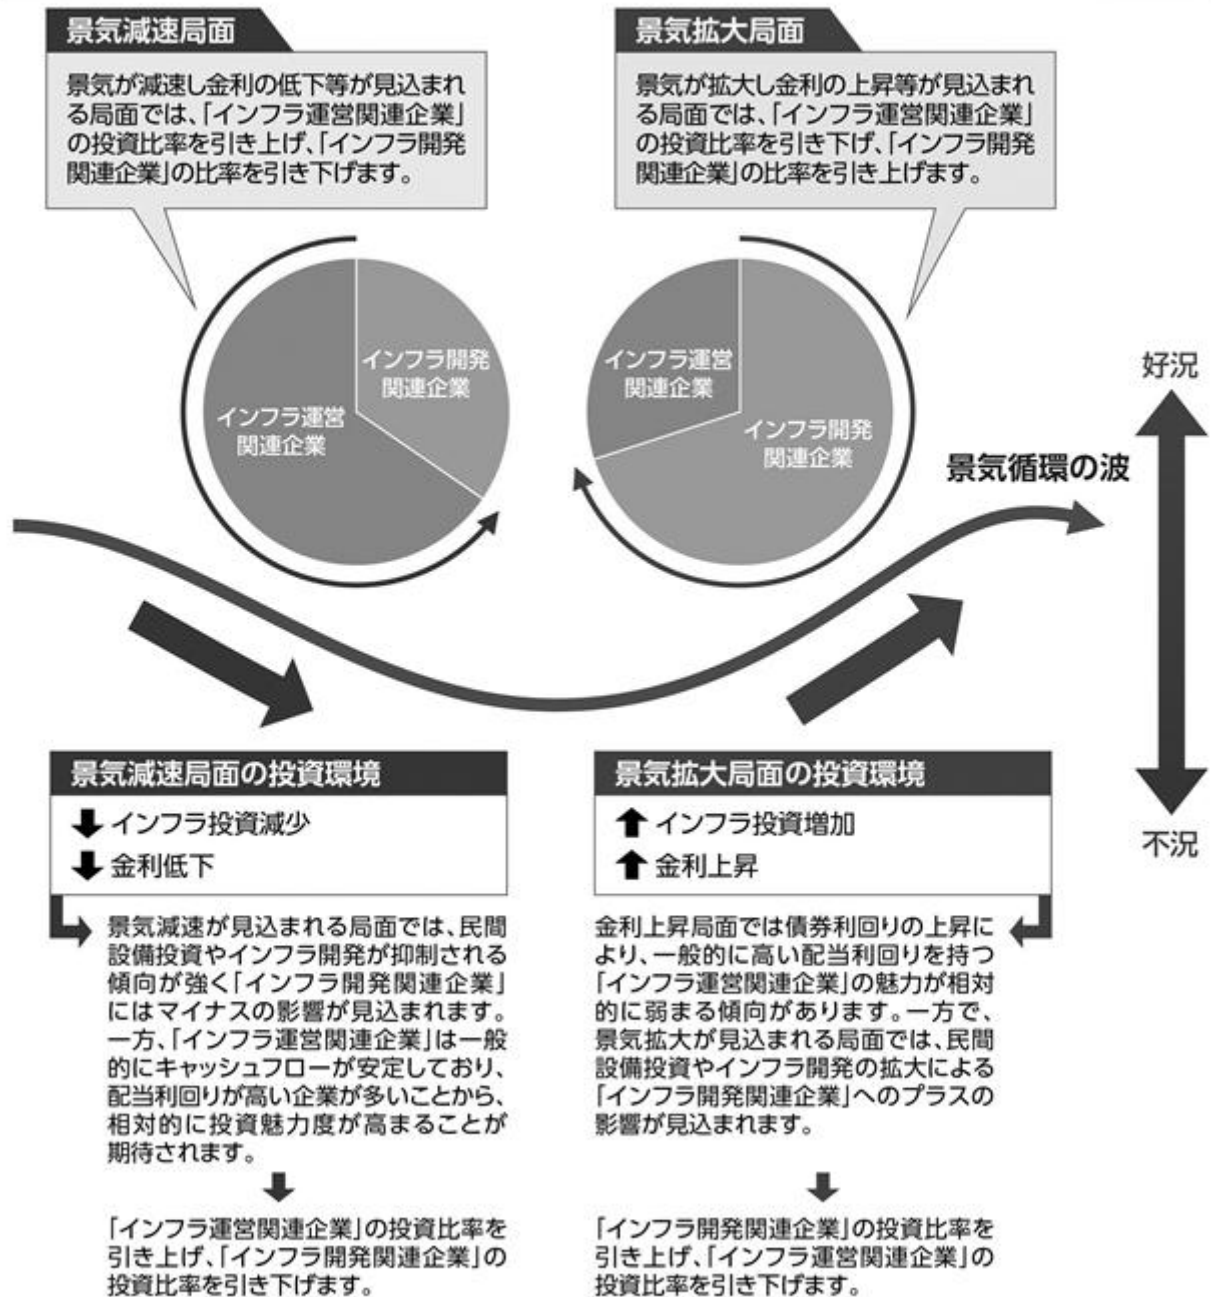 景気減速局面
景気が減速し金利の低下等が見込まれ
る局面では、「インフラ運営関連企業」
の投資比率を引き上げ、「インフラ開発
関連企業」の比率を引き下げます。
景気拡大局面
景気が拡大し金利の上昇等が見込まれ
る局面では、「インフラ運営関連企業」
の投資比率を引き下げ、「インフラ開発
関連企業」の比率を引き上げます。
インフラ開発
関連企業
インフラ運営
関連企業
インフラ運営
関連企業
インフラ開発
関連企業
好況
景気循環の波
不況
景気減速局面の投資環境
インフラ投資減少
金利低下
景気減速が見込まれる局面では、民間
設備投資やインフラ開発が抑制される
傾向が強く「インフラ開発関連企業」
にはマイナスの影響が見込まれます。
一方、「インフラ運営関連企業」は一般
的にキャッシュフローが安定しており、
配当利回りが高い企業が多いことから、
相対的に投資魅力度が高まることが
期待されます。
「インフラ運営関連企業」の投資比率を
引き上げ、「インフラ開発関連企業」の
投資比率を引き下げます。
景気拡大局面の投資環境
インフラ投資増加
金利上昇
金利上昇局面では債券利回りの上昇に
より、一般的に高い配当利回りを持つ
「インフラ運営関連企業」の魅力が相対
的に弱まる傾向があります。一方で、
景気拡大が見込まれる局面では、民間
設備投資やインフラ開発の拡大による
「インフラ開発関連企業」へのプラスの
影響が見込まれます。
「インフラ開発関連企業」の投資比率を
引き上げ、「インフラ運営関連企業」の
投資比率を引き下げます。